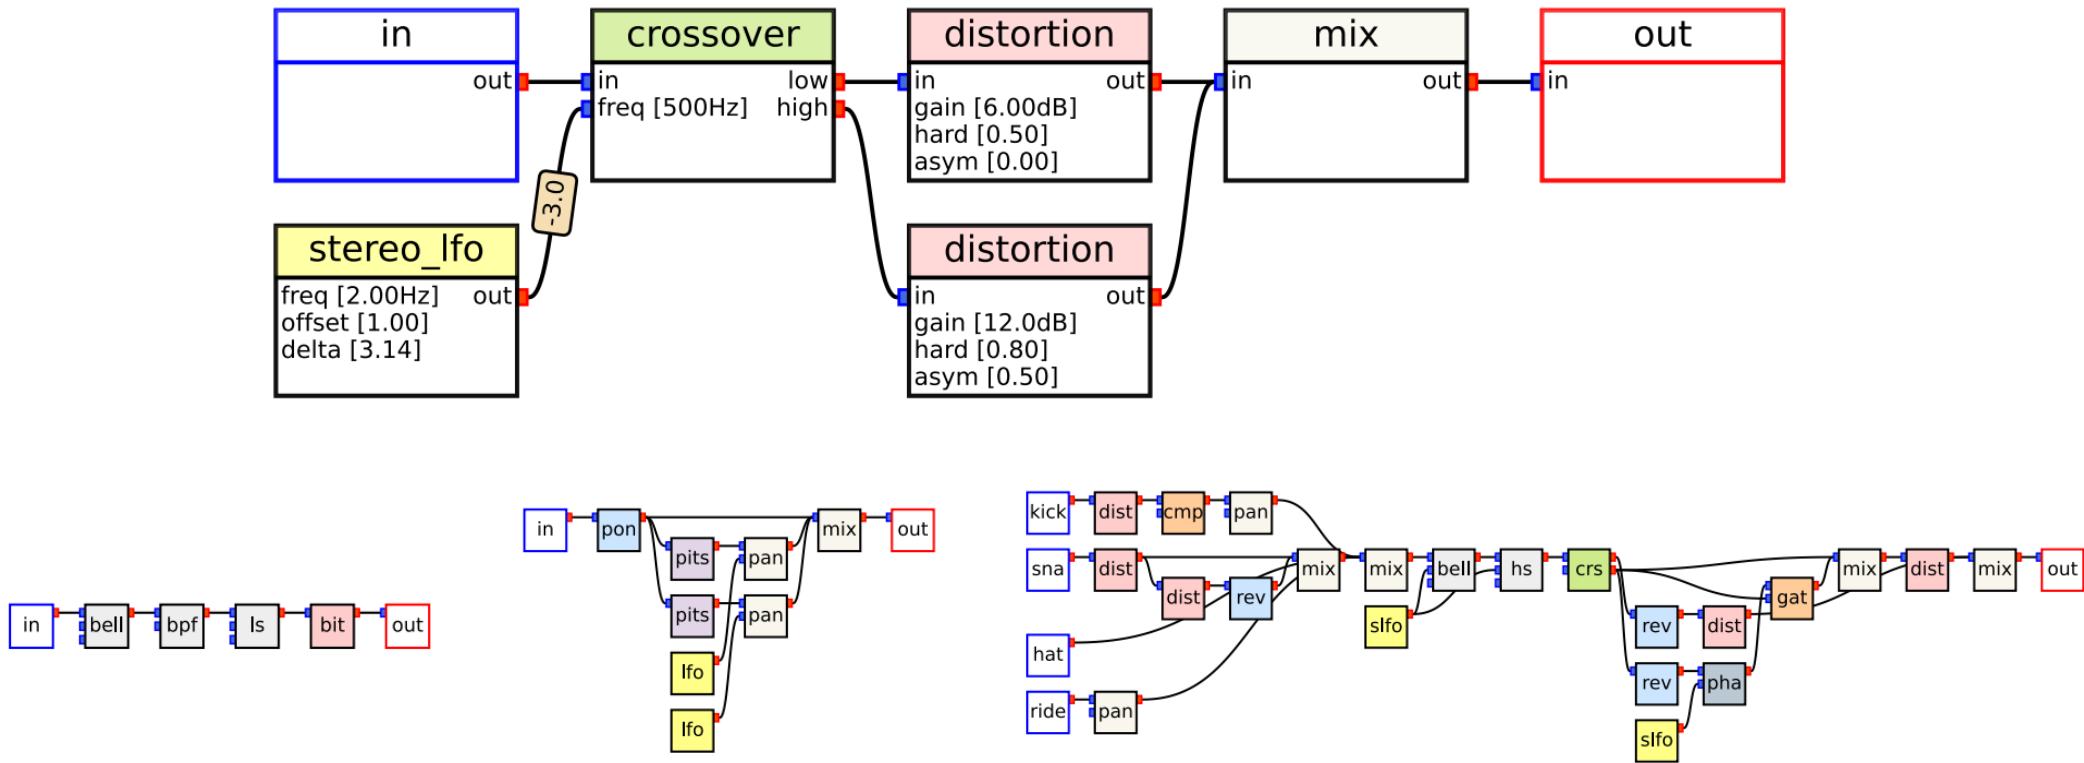 in
out
crossover
in low
freq [500Hz] high
distortion
in out
gain [6.00dB]
hard [0.50]
asym [0.00]
mix
in out
out
in
stereo_lfo
freq [2.00Hz] out
offset [1.00]
delta [3.14]
-3.0
distortion
in out
gain [12.0dB]
hard [0.80]
asym [0.50]
in bell bpf ls bit out
in pon mix out
pits pan
pits pan
lfo
lfo
kick dist cmp pan
sna dist mix mix bell hs crs mix dist mix out
dist rev gat
slfo rev dist
hat
rev pha
ride pan
slfo